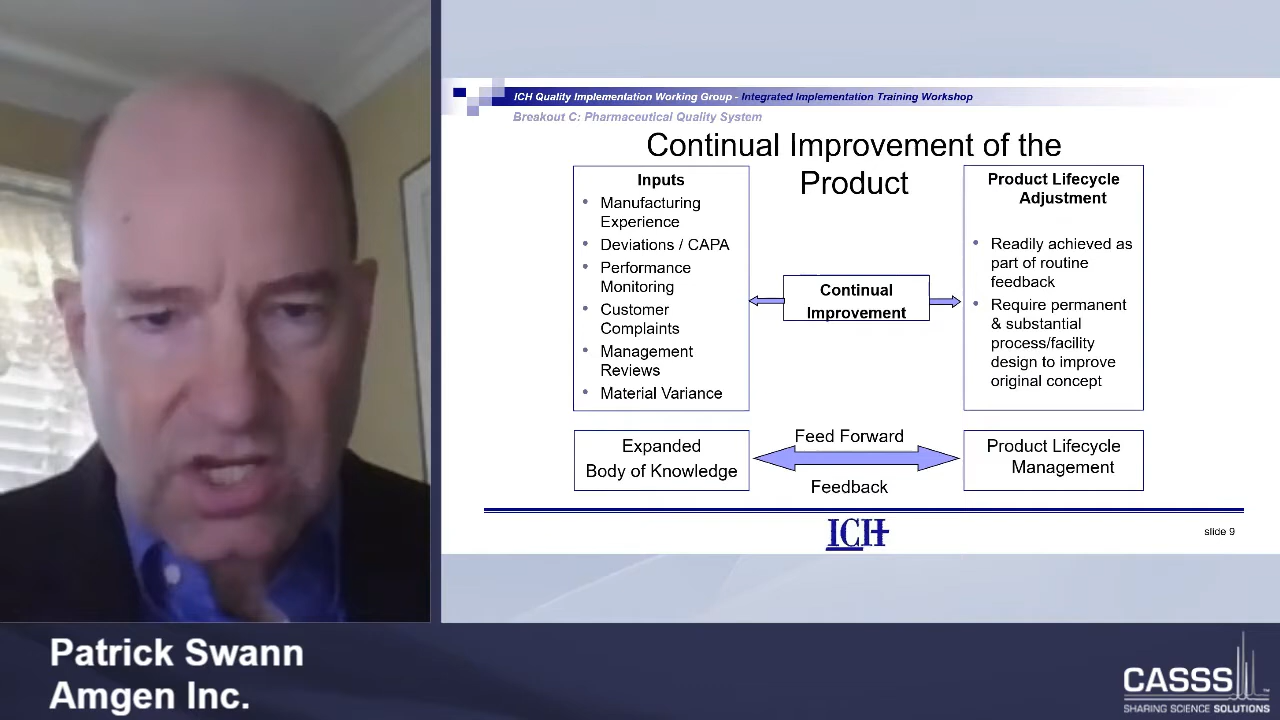 ICH Quality Implementation Working Group - Integrated Implementation Training Workshop
Breakout C: Pharmaceutical Quality System
Continual Improvement of the
Product
Inputs
• Manufacturing
Experience
• Deviations / CAPA
• Performance
Monitoring
• Customer
Complaints
• Management
Reviews
• Material Variance
Continual
Improvement
Product Lifecycle
Adjustment
• Readily achieved as
part of routine
feedback
• Require permanent
& substantial
process/facility
design to improve
original concept
Expanded
Body of Knowledge
Feed Forward
Feedback
Product Lifecycle
Management
ICH
slide 9
Patrick Swann
Amgen Inc.
CASSS
SHARING SCIENCE SOLUTIONS